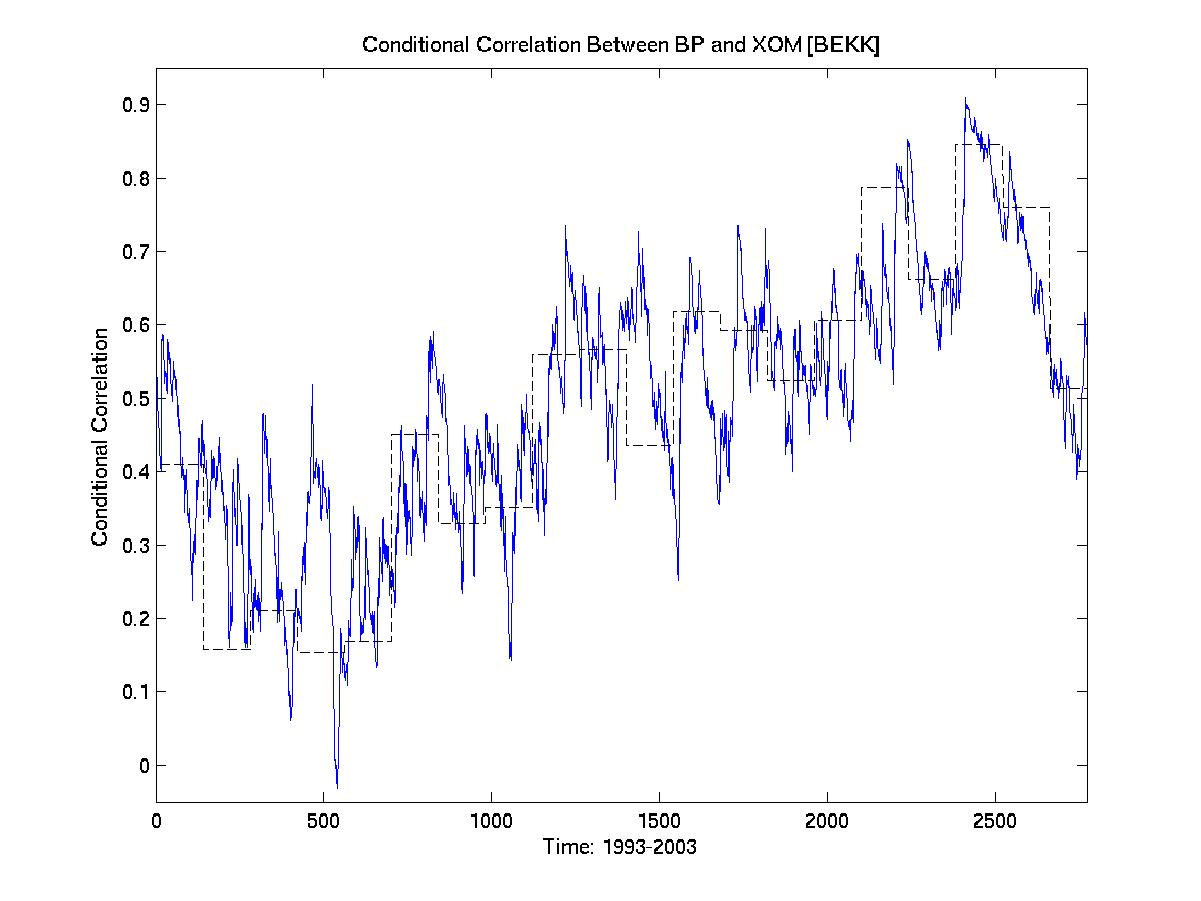 Conditional Correlation Between BP and XOM [BEKK]
0.9
0.8
0.7
0.6
0.5
0.4
0.3
0.2
0.1
0
Conditional Correlation
0 500 1000 1500 2000 2500
Time: 1993-2003